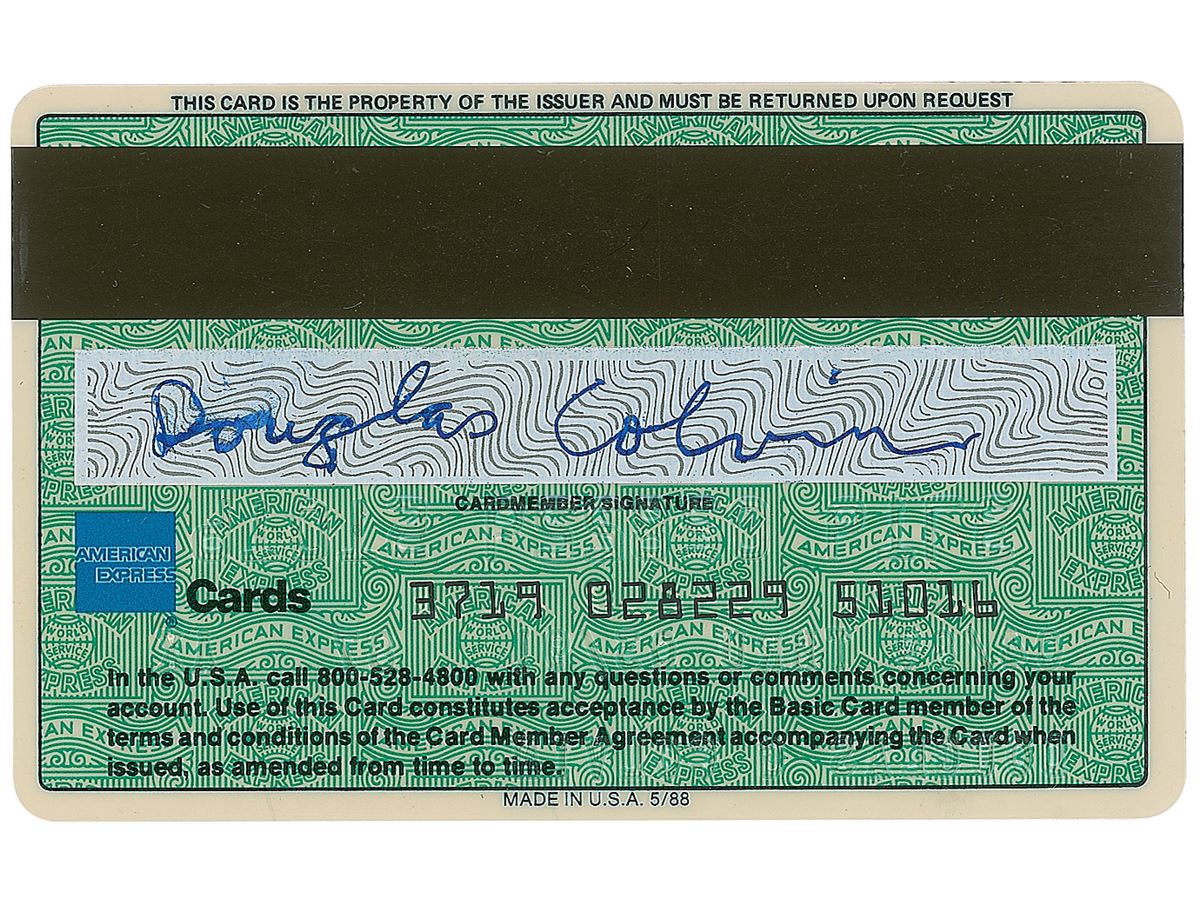 THIS CARD IS THE PROPERTY OF THE ISSUER AND MUST BE RETURNED UPON REQUEST
Douglas Colvin
CARDMEMBER SIGNATURE
AMERICAN
EXPRESS
®
Cards
3719 028229 51016
In the U.S.A. call 800-528-4800 with any questions or comments concerning your
account. Use of this Card constitutes acceptance by the Basic Card member of the
terms and conditions of the Card Member Agreement accompanying the Card when
issued, as amended from time to time.
MADE IN U.S.A. 5/88